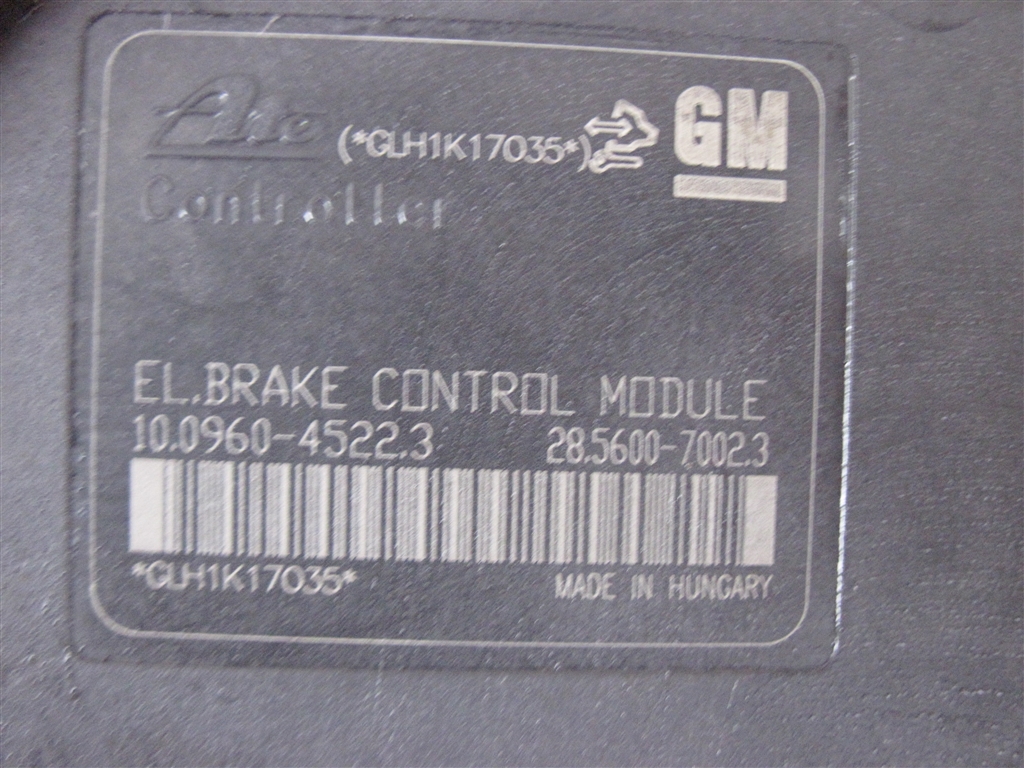 Ate (*GLH1K17035*) GM
Controller
EL.BRAKE CONTROL MODULE
10.0960-4522.3 28.5600-7002.3
*GLH1K17035* MADE IN HUNGARY